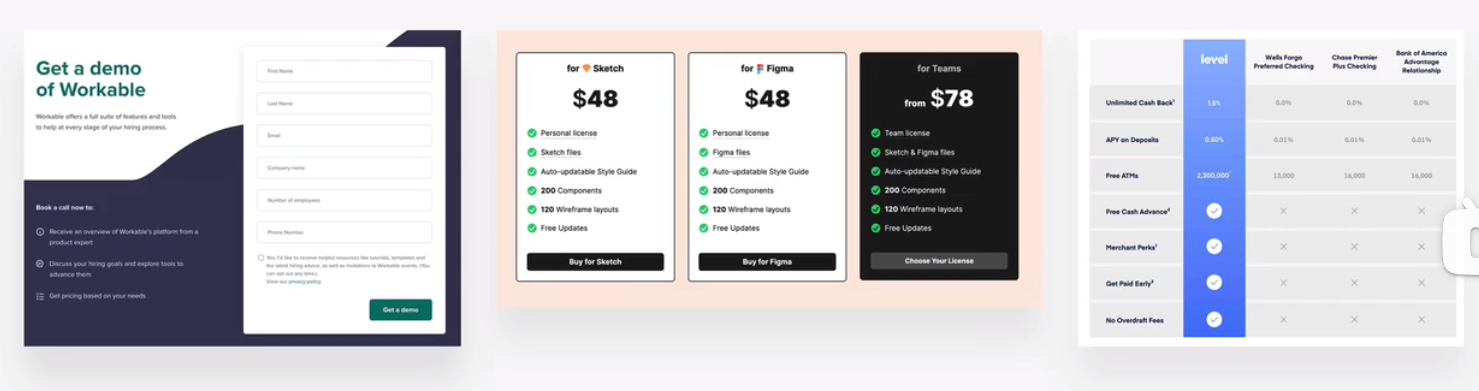 Get a demo
of Workable
Workable offers a full suite of features and tools
to help at every stage of your hiring process.
Book a call now to:
Receive an overview of Workable's platform from a
product expert
Discuss your hiring goals and explore tools to
advance them
Get pricing based on your needs
First Name
Last Name
Email
Company name
Number of employees
Phone Number
Yes, I'd like to receive helpful resources like tutorials, templates and
the latest hiring advice, as well as invitations to Workable events. (You
can opt out any time.)
View our privacy policy.
Get a demo
for Sketch
$48
Personal license
Sketch files
Auto-updatable Style Guide
200 Components
120 Wireframe layouts
Free Updates
Buy for Sketch
for Figma
$48
Personal license
Figma files
Auto-updatable Style Guide
200 Components
120 Wireframe layouts
Free Updates
Buy for Figma
for Teams
from $78
Team license
Sketch & Figma files
Auto-updatable Style Guide
200 Components
120 Wireframe layouts
Free Updates
Choose Your License
level
Wells Fargo
Preferred Checking
Chase Premier
Plus Checking
Bank of America
Advantage
Relationship
Unlimited Cash Back¹ 1.5% 0.0% 0.0% 0.0%
APY on Deposits 0.50% 0.01% 0.01% 0.01%
Free ATMs 2,300,000* 13,000 16,000 16,000
Free Cash Advance²
Merchant Perks¹
Get Paid Early³
No Overdraft Fees